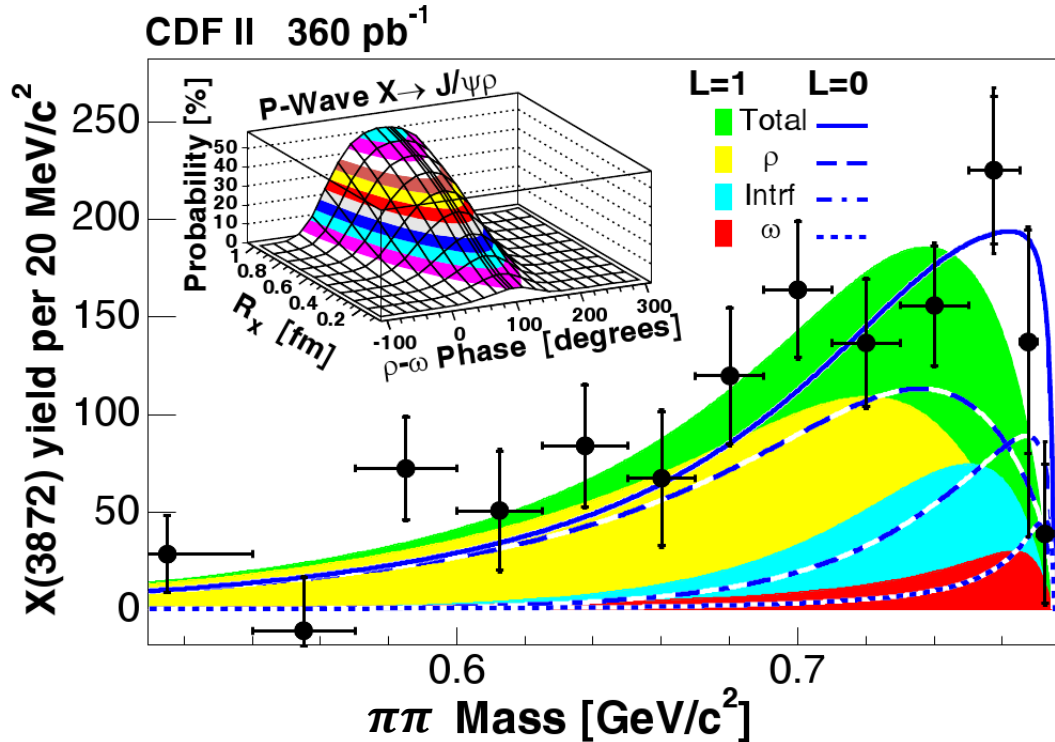 CDF II 360 pb⁻¹
X(3872) yield per 20 MeV/c²
250
200
150
100
50
0
0.6
0.7
ππ Mass [GeV/c²]
P-Wave X→ J/ψρ
Probability [%]
50
40
30
20
10
0
1
0.8
0.6
0.4
0.2
Rₓ [fm]
-100
0
100
200
300
ρ-ω Phase [degrees]
L=1 L=0
Total
ρ
Intrf
ω